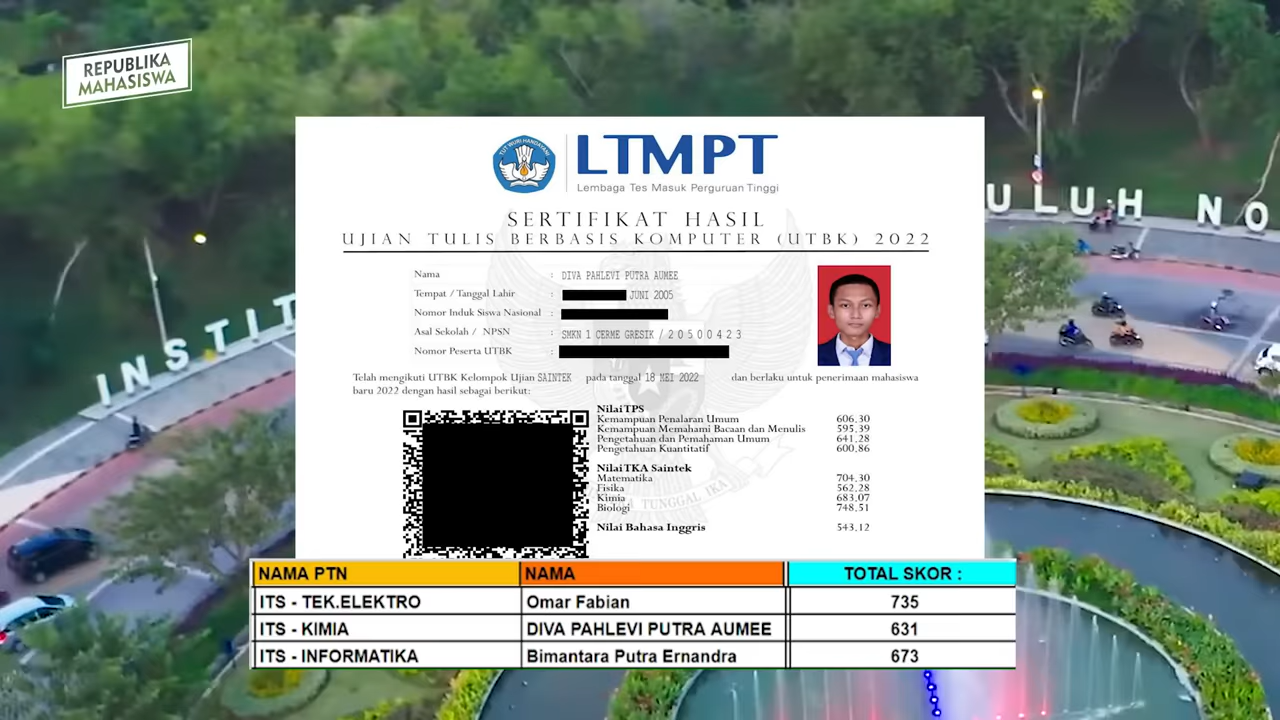 REPUBLIKA
MAHASISWA
INSTIT
ULUH NO
TUT WURI HANDAYANI
LTMPT
Lembaga Tes Masuk Perguruan Tinggi
SERTIFIKAT HASIL
UJIAN TULIS BERBASIS KOMPUTER (UTBK) 2022
Nama : DIVA PAHLEVI PUTRA AUMEE
Tempat / Tanggal Lahir : JUNI 2005
Nomor Induk Siswa Nasional :
Asal Sekolah / NPSN : SMKN 1 CERME GRESIK / 20500423
Nomor Peserta UTBK :
Telah mengikuti UTBK Kelompok Ujian SAINTEK pada tanggal 18 MEI 2022 dan berlaku untuk penerimaan mahasiswa
baru 2022 dengan hasil sebagai berikut:
Nilai TPS
Kemampuan Penalaran Umum 606,30
Kemampuan Memahami Bacaan dan Menulis 595,39
Pengetahuan dan Pemahaman Umum 641,28
Pengetahuan Kuantitatif 600,86
Nilai TKA Saintek
Matematika 704,30
Fisika 562,28
Kimia 683,07
Biologi 748,51
Nilai Bahasa Inggris 543,12
TUNGGAL IKA
NAMA PTN NAMA TOTAL SKOR :
ITS - TEK.ELEKTRO Omar Fabian 735
ITS - KIMIA DIVA PAHLEVI PUTRA AUMEE 631
ITS - INFORMATIKA Bimantara Putra Ernandra 673